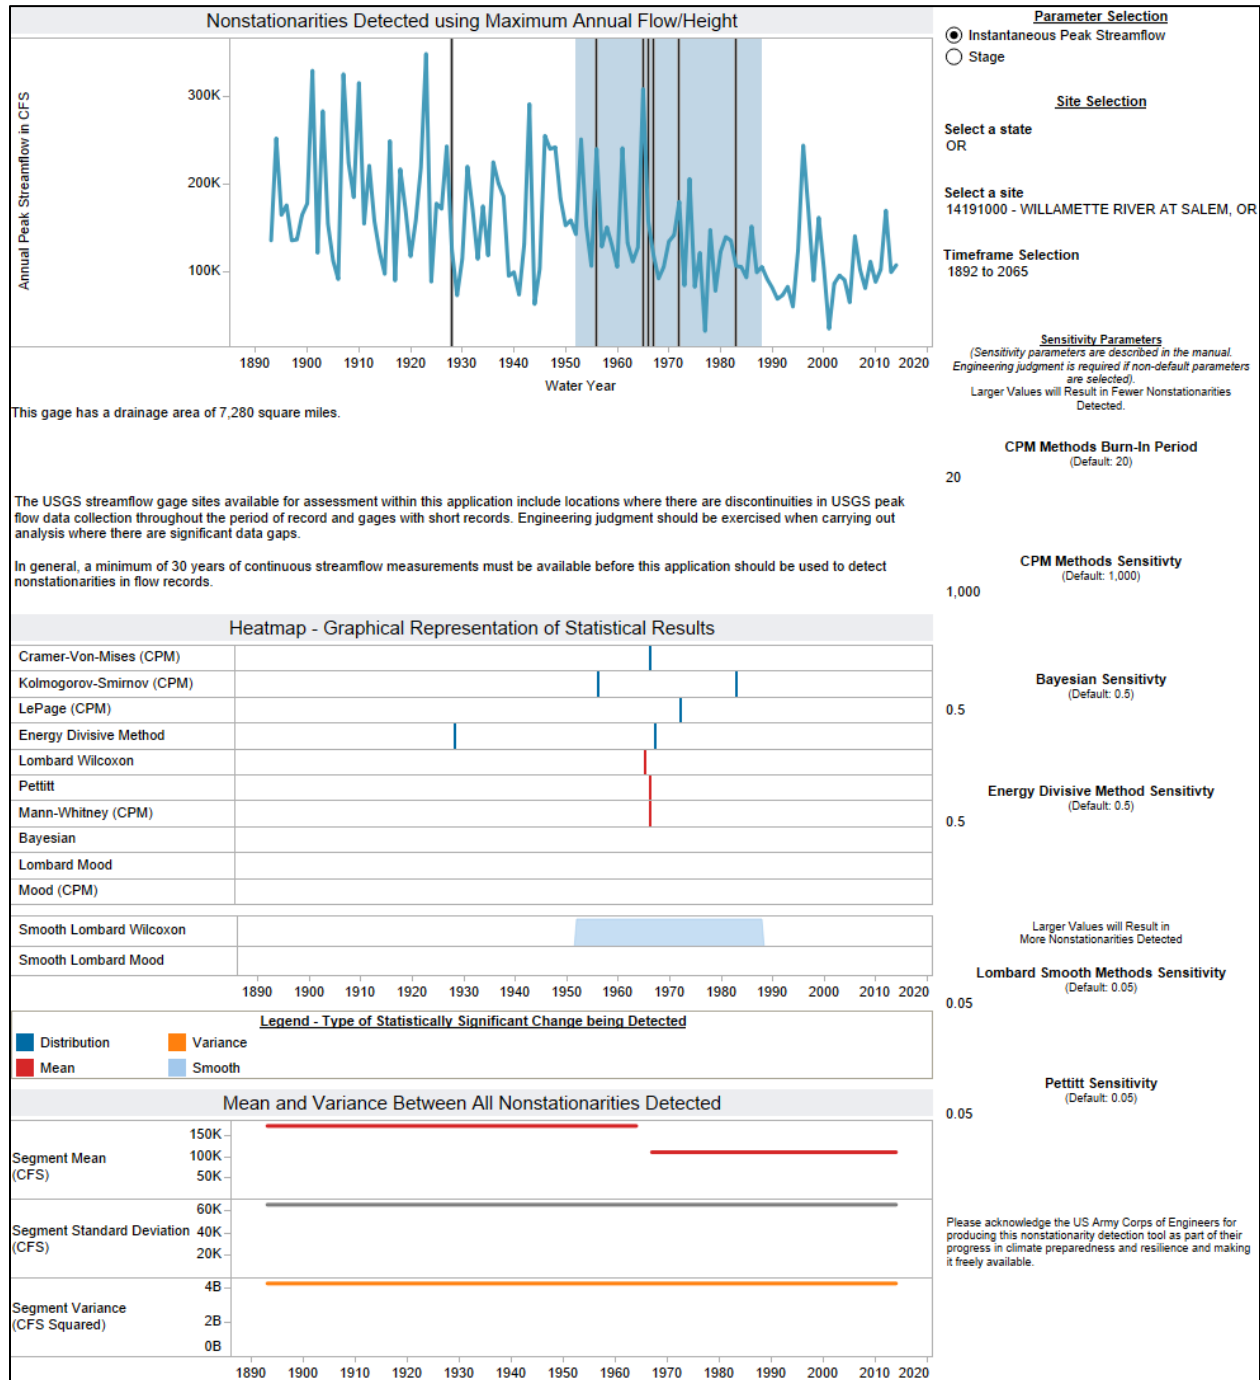 Nonstationarities Detected using Maximum Annual Flow/Height
Annual Peak Streamflow in CFS
300K
200K
100K
1890 1900 1910 1920 1930 1940 1950 1960 1970 1980 1990 2000 2010 2020
Water Year
This gage has a drainage area of 7,280 square miles.
The USGS streamflow gage sites available for assessment within this application include locations where there are discontinuities in USGS peak
flow data collection throughout the period of record and gages with short records. Engineering judgment should be exercised when carrying out
analysis where there are significant data gaps.
In general, a minimum of 30 years of continuous streamflow measurements must be available before this application should be used to detect
nonstationarities in flow records.
Heatmap - Graphical Representation of Statistical Results
Cramer-Von-Mises (CPM)
Kolmogorov-Smirnov (CPM)
LePage (CPM)
Energy Divisive Method
Lombard Wilcoxon
Pettitt
Mann-Whitney (CPM)
Bayesian
Lombard Mood
Mood (CPM)
Smooth Lombard Wilcoxon
Smooth Lombard Mood
1890 1900 1910 1920 1930 1940 1950 1960 1970 1980 1990 2000 2010 2020
Legend - Type of Statistically Significant Change being Detected
Distribution
Variance
Mean
Smooth
Mean and Variance Between All Nonstationarities Detected
Segment Mean
(CFS)
150K
100K
50K
Segment Standard Deviation
(CFS)
60K
40K
20K
Segment Variance
(CFS Squared)
4B
2B
0B
1890 1900 1910 1920 1930 1940 1950 1960 1970 1980 1990 2000 2010 2020
Parameter Selection
Instantaneous Peak Streamflow
Stage
Site Selection
Select a state
OR
Select a site
14191000 - WILLAMETTE RIVER AT SALEM, OR
Timeframe Selection
1892 to 2065
Sensitivity Parameters
(Sensitivity parameters are described in the manual.
Engineering judgment is required if non-default parameters
are selected).
Larger Values will Result in Fewer Nonstationarities
Detected.
CPM Methods Burn-In Period
(Default: 20)
20
CPM Methods Sensitivty
(Default: 1,000)
1,000
Bayesian Sensitivty
(Default: 0.5)
0.5
Energy Divisive Method Sensitivty
(Default: 0.5)
0.5
Larger Values will Result in
More Nonstationarities Detected
Lombard Smooth Methods Sensitivity
(Default: 0.05)
0.05
Pettitt Sensitivity
(Default: 0.05)
0.05
Please acknowledge the US Army Corps of Engineers for
producing this nonstationarity detection tool as part of their
progress in climate preparedness and resilience and making
it freely available.